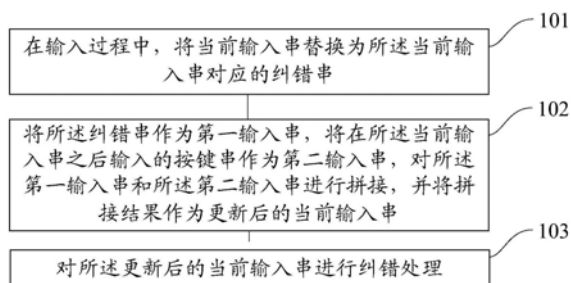 101
在输入过程中，将当前输入串替换为所述当前输
入串对应的纠错串
102
将所述纠错串作为第一输入串，将在所述当前输
入串之后输入的按键串作为第二输入串，对所述
第一输入串和所述第二输入串进行拼接，并将拼
接结果作为更新后的当前输入串
103
对所述更新后的当前输入串进行纠错处理